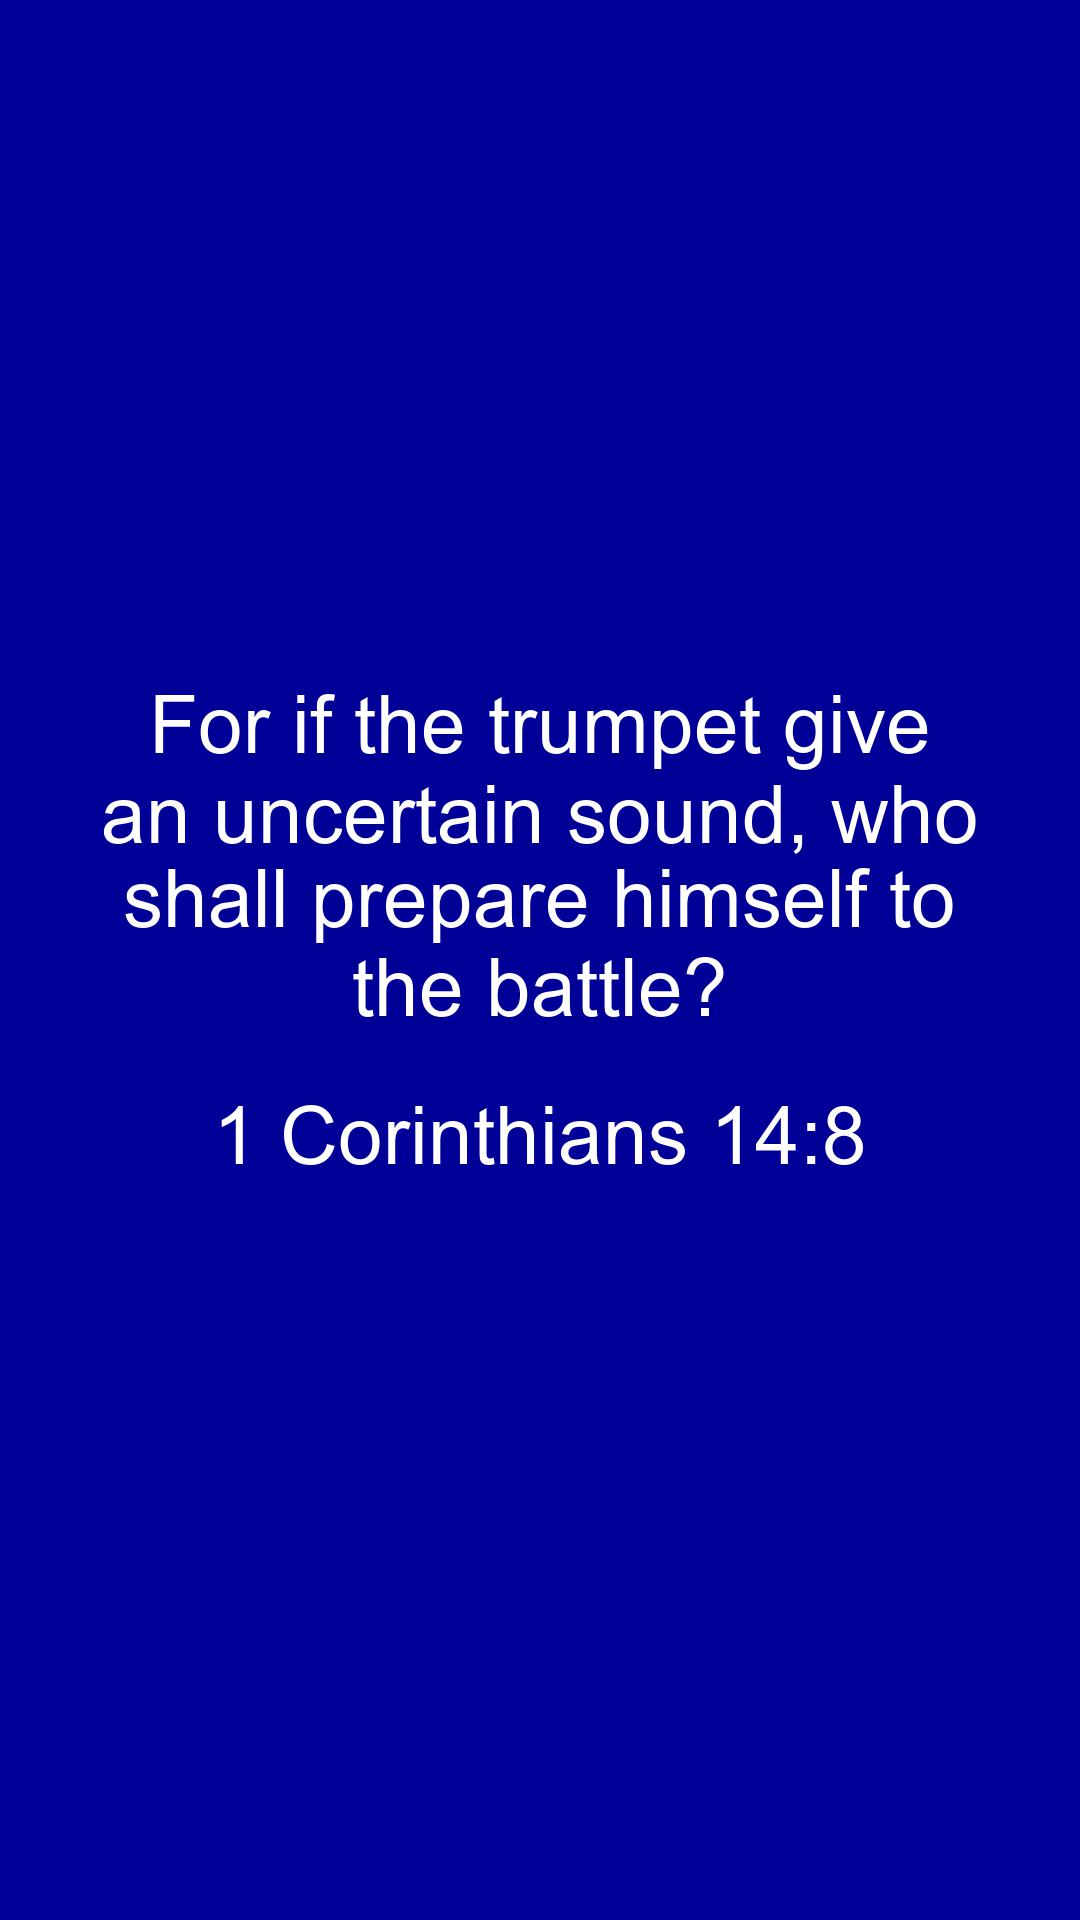 For if the trumpet give
an uncertain sound, who
shall prepare himself to
the battle?
1 Corinthians 14:8